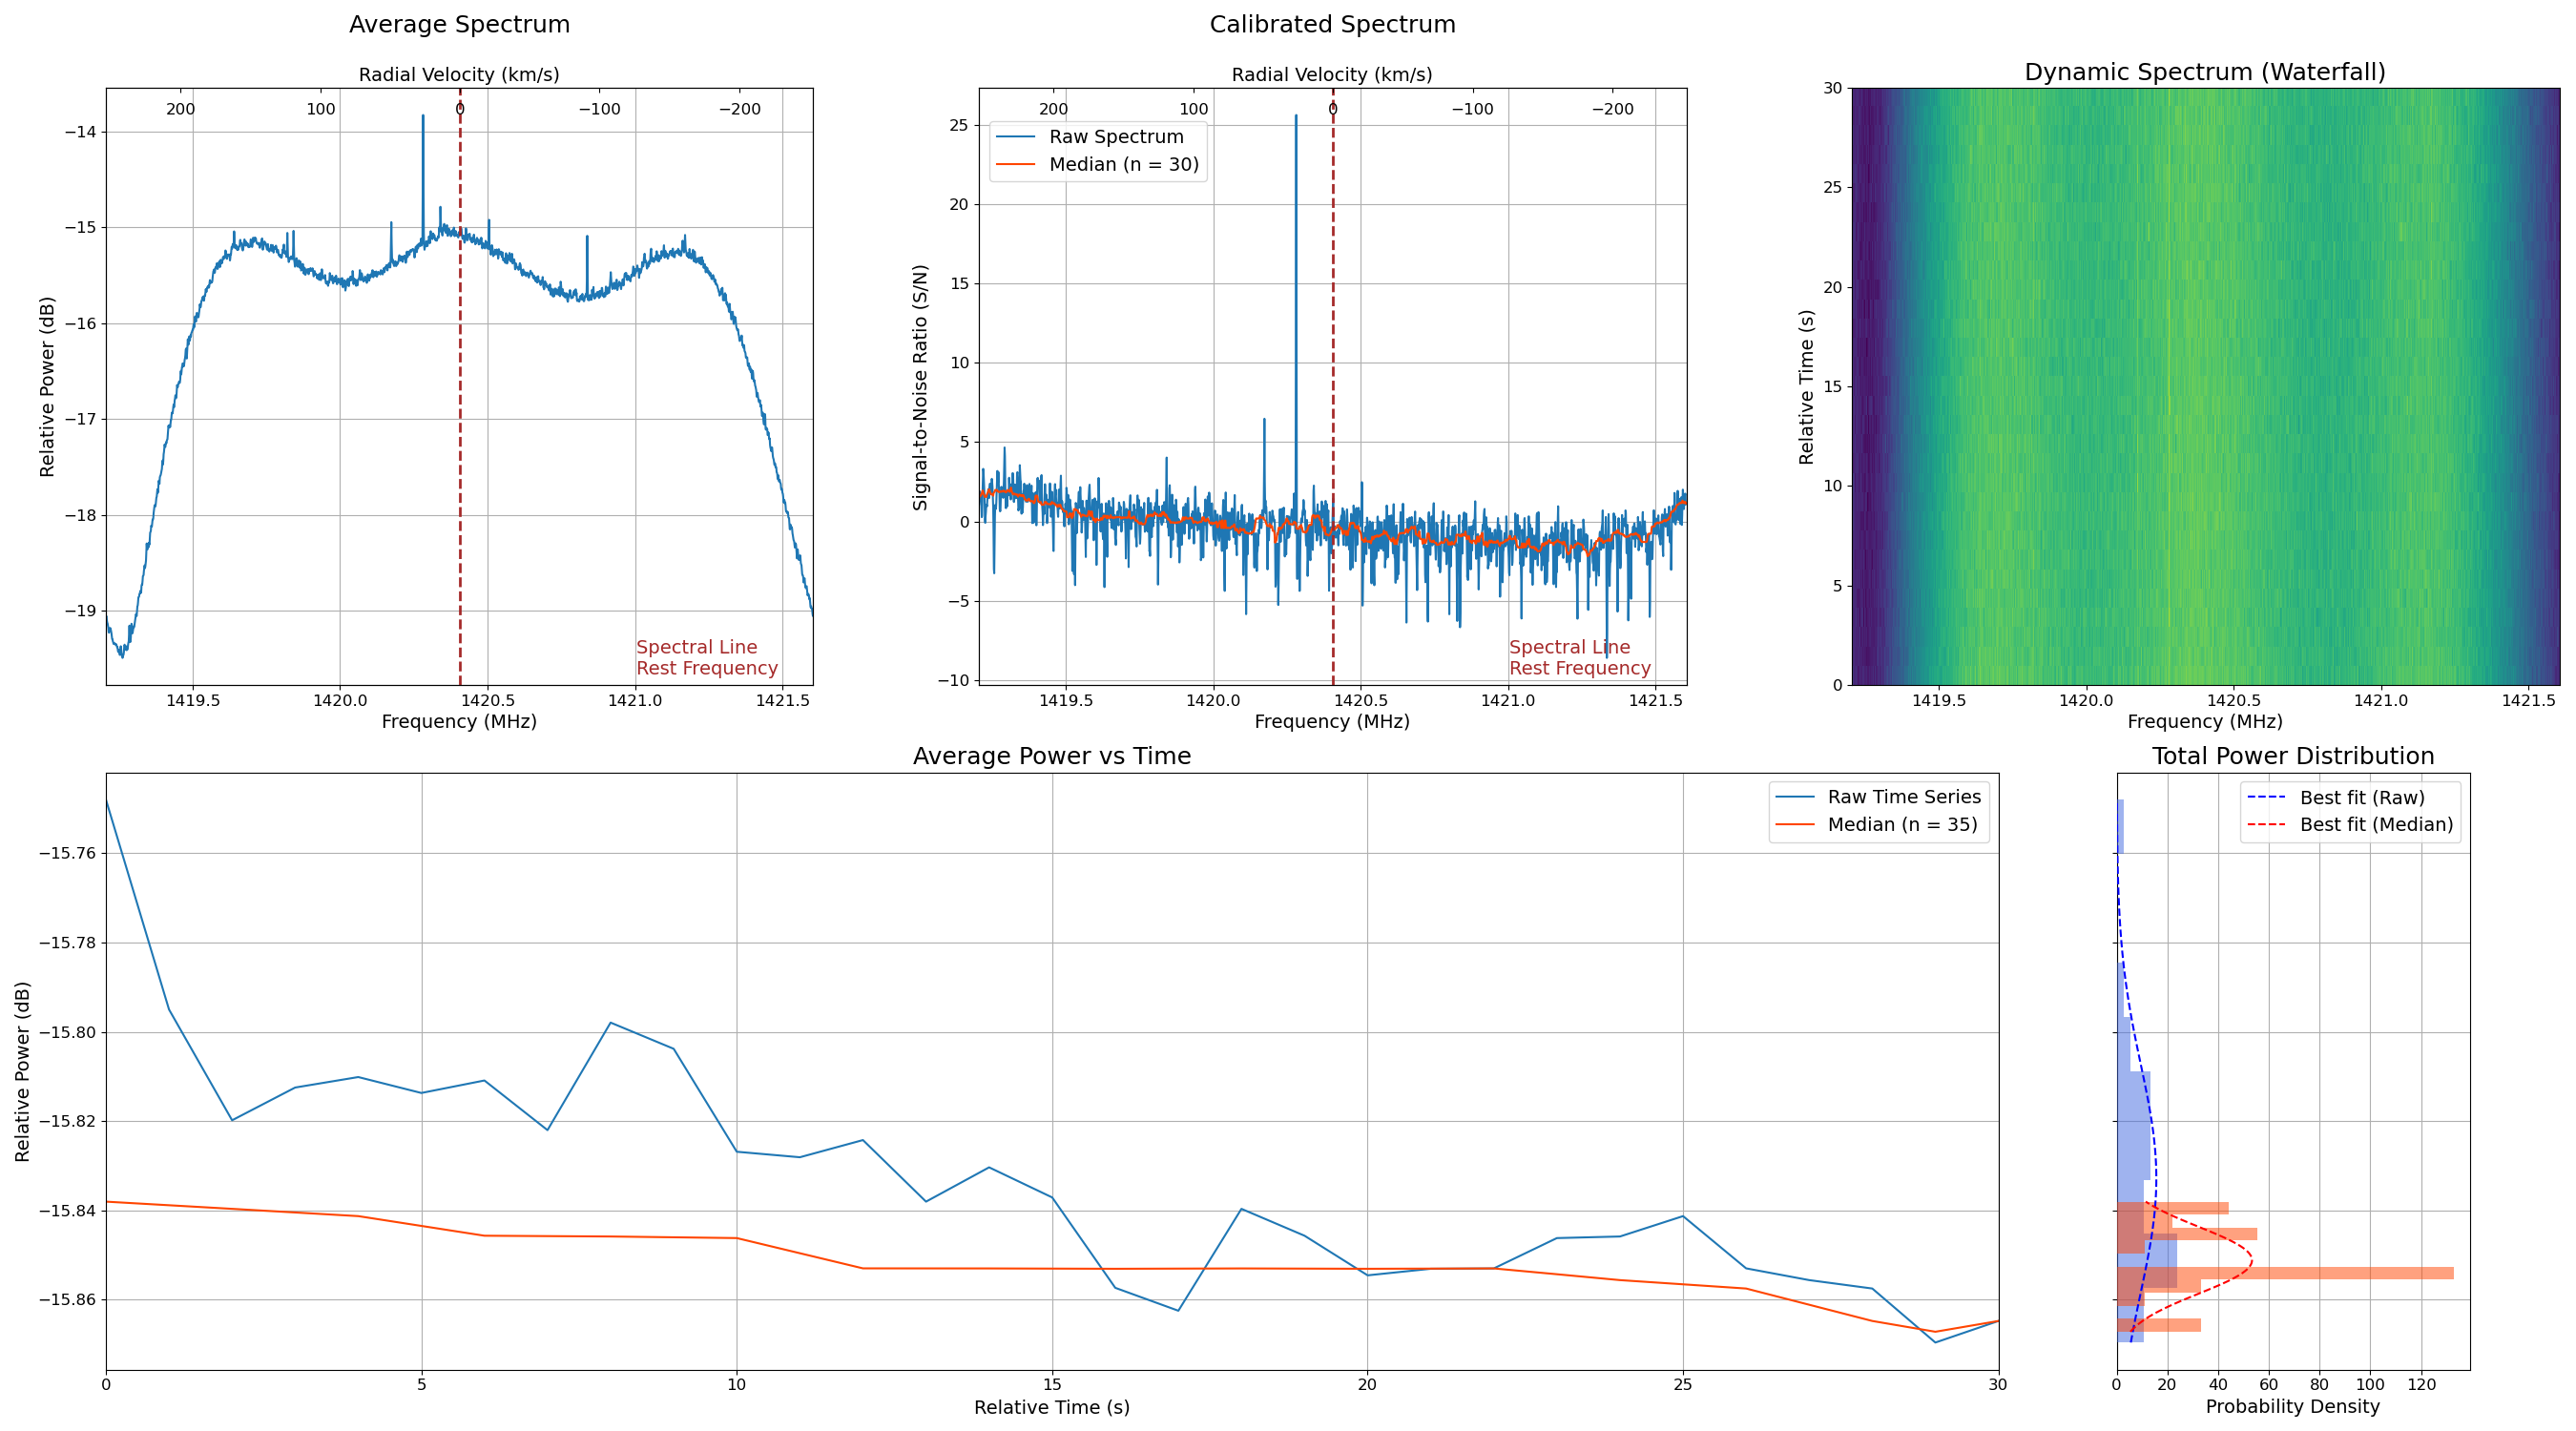 Average Spectrum
Radial Velocity (km/s)
200 100 0 −100 −200
−14
−15
−16
−17
−18
−19
Relative Power (dB)
Spectral Line
Rest Frequency
1419.5 1420.0 1420.5 1421.0 1421.5
Frequency (MHz)
Calibrated Spectrum
Radial Velocity (km/s)
200 100 0 −100 −200
Raw Spectrum
Median (n = 30)
25
20
15
10
5
0
−5
−10
Signal-to-Noise Ratio (S/N)
Spectral Line
Rest Frequency
1419.5 1420.0 1420.5 1421.0 1421.5
Frequency (MHz)
Dynamic Spectrum (Waterfall)
30
25
20
15
10
5
0
Relative Time (s)
1419.5 1420.0 1420.5 1421.0 1421.5
Frequency (MHz)
Average Power vs Time
Raw Time Series
Median (n = 35)
−15.76
−15.78
−15.80
−15.82
−15.84
−15.86
Relative Power (dB)
0 5 10 15 20 25 30
Relative Time (s)
Total Power Distribution
Best fit (Raw)
Best fit (Median)
0 20 40 60 80 100 120
Probability Density